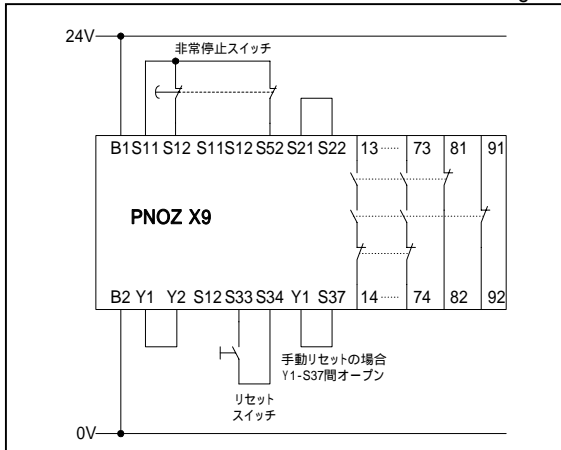 24V
非常停止スイッチ
B1 S11 S12 S11 S12 S52 S21 S22 13 ······ 73 81 91
PNOZ X9
B2 Y1 Y2 S12 S33 S34 Y1 S37 14 ······ 74 82 92
手動リセットの場合
Y1-S37間オープン
リセット
スイッチ
0V